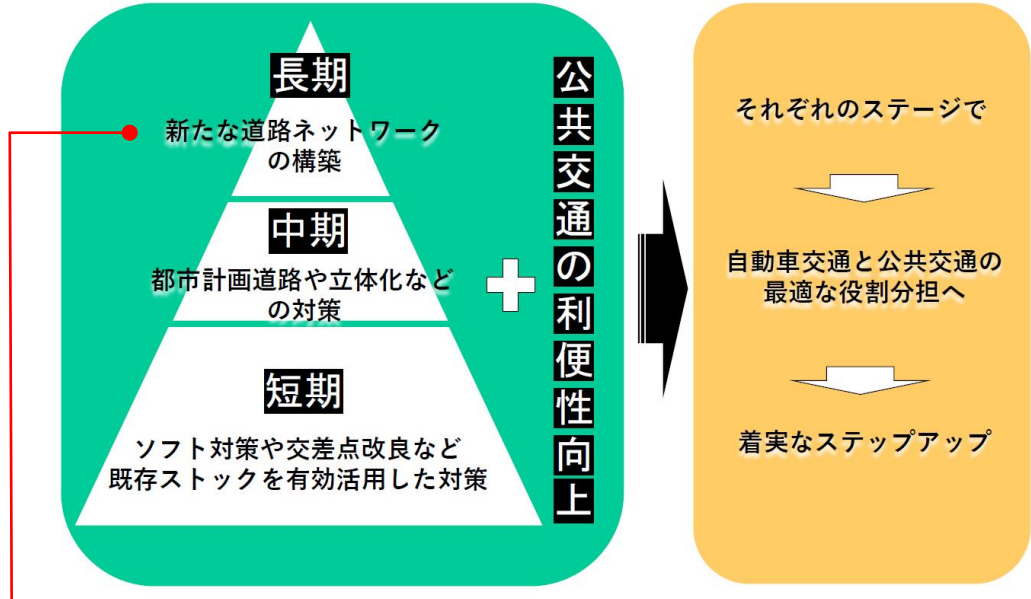 長期
新たな道路ネットワーク
の構築
中期
都市計画道路や立体化など
の対策
短期
ソフト対策や交差点改良など
既存ストックを有効活用した対策
公共交通の利便性向上
それぞれのステージで
自動車交通と公共交通の
最適な役割分担へ
着実なステップアップ